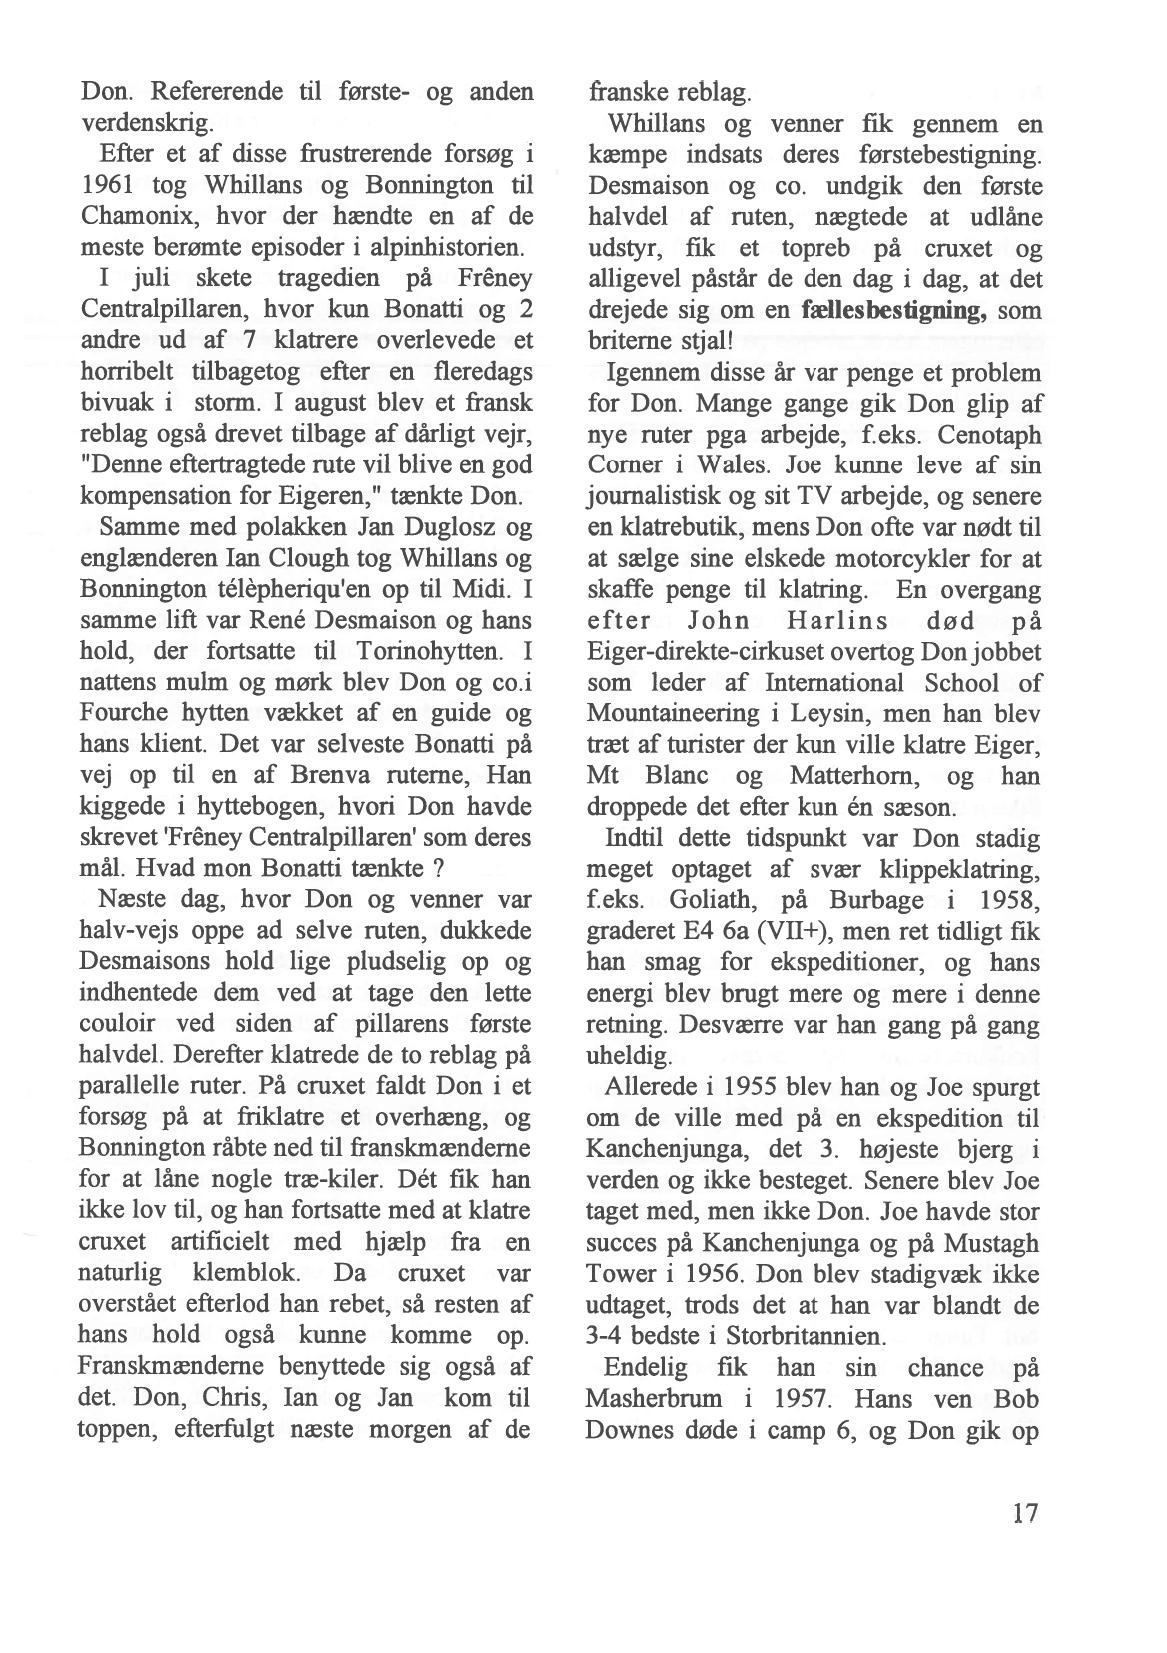 Don. Refererende til første- og anden
verdenskrig.
Efter et af disse frustrerende forsøg i
1961 tog Whillans og Bonnington til
Chamonix, hvor der hændte en af de
meste berømte episoder i alpinhistorien.
I juli skete tragedien på Frêney
Centralpillaren, hvor kun Bonatti og 2
andre ud af 7 klatrere overlevede et
horribelt tilbagetog efter en fleredags
bivuak i storm. I august blev et fransk
reblag også drevet tilbage af dårligt vejr,
"Denne eftertragtede rute vil blive en god
kompensation for Eigeren," tænkte Don.
Samme med polakken Jan Duglosz og
englænderen Ian Clough tog Whillans og
Bonnington télèpheriqu'en op til Midi. I
samme lift var René Desmaison og hans
hold, der fortsatte til Torinohytten. I
nattens mulm og mørk blev Don og co.i
Fourche hytten vækket af en guide og
hans klient. Det var selveste Bonatti på
vej op til en af Brenva ruterne, Han
kiggede i hyttebogen, hvori Don havde
skrevet 'Frêney Centralpillaren' som deres
mål. Hvad mon Bonatti tænkte ?
Næste dag, hvor Don og venner var
halv-vejs oppe ad selve ruten, dukkede
Desmaisons hold lige pludselig op og
indhentede dem ved at tage den lette
couloir ved siden af pillarens første
halvdel. Derefter klatrede de to reblag på
parallelle ruter. På cruxet faldt Don i et
forsøg på at friklatre et overhæng, og
Bonnington råbte ned til franskmænderne
for at låne nogle træ-kiler. Dét fik han
ikke lov til, og han fortsatte med at klatre
cruxet artificielt med hjælp fra en
naturlig klemblok. Da cruxet var
overstået efterlod han rebet, så resten af
hans hold også kunne komme op.
Franskmænderne benyttede sig også af
det. Don, Chris, Ian og Jan kom til
toppen, efterfulgt næste morgen af de
franske reblag.
Whillans og venner fik gennem en
kæmpe indsats deres førstebestigning.
Desmaison og co. undgik den første
halvdel af ruten, nægtede at udlåne
udstyr, fik et topreb på cruxet og
alligevel påstår de den dag i dag, at det
drejede sig om en fællesbestigning, som
briterne stjal!
Igennem disse år var penge et problem
for Don. Mange gange gik Don glip af
nye ruter pga arbejde, f.eks. Cenotaph
Corner i Wales. Joe kunne leve af sin
journalistisk og sit TV arbejde, og senere
en klatrebutik, mens Don ofte var nødt til
at sælge sine elskede motorcykler for at
skaffe penge til klatring. En overgang
efter John Harlins død på
Eiger-direkte-cirkuset overtog Don jobbet
som leder af International School of
Mountaineering i Leysin, men han blev
træt af turister der kun ville klatre Eiger,
Mt Blanc og Matterhorn, og han
droppede det efter kun én sæson.
Indtil dette tidspunkt var Don stadig
meget optaget af svær klippeklatring,
f.eks. Goliath, på Burbage i 1958,
graderet E4 6a (VII+), men ret tidligt fik
han smag for ekspeditioner, og hans
energi blev brugt mere og mere i denne
retning. Desværre var han gang på gang
uheldig.
Allerede i 1955 blev han og Joe spurgt
om de ville med på en ekspedition til
Kanchenjunga, det 3. højeste bjerg i
verden og ikke besteget. Senere blev Joe
taget med, men ikke Don. Joe havde stor
succes på Kanchenjunga og på Mustagh
Tower i 1956. Don blev stadigvæk ikke
udtaget, trods det at han var blandt de
3-4 bedste i Storbritannien.
Endelig fik han sin chance på
Masherbrum i 1957. Hans ven Bob
Downes døde i camp 6, og Don gik op
17